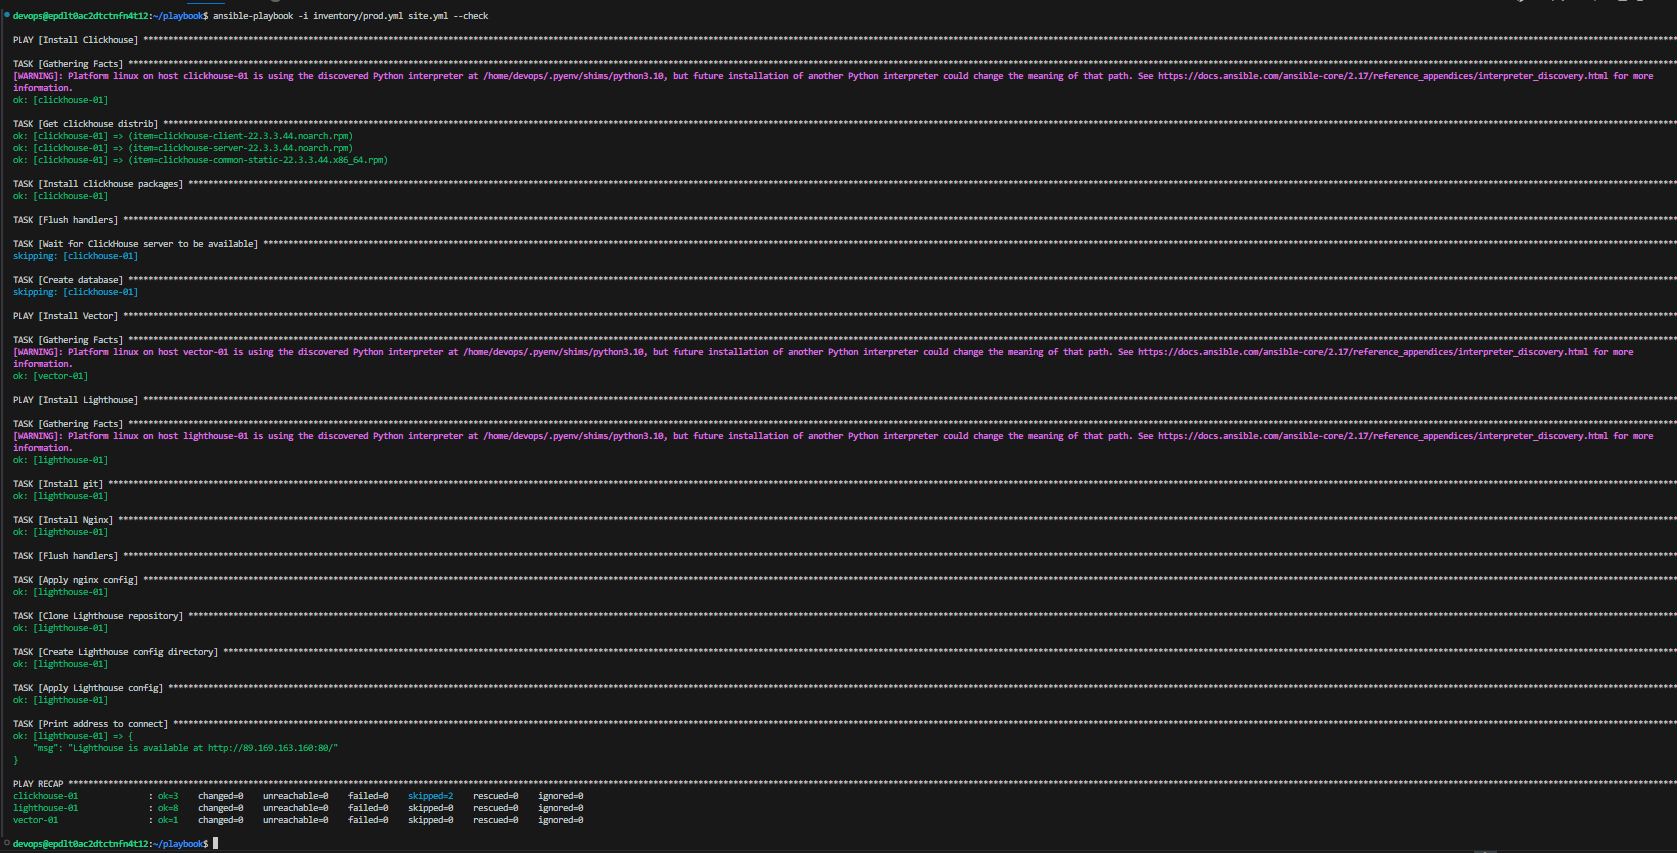 devops@epdlt0ac2dtctnfn4t12:~/playbook$ ansible-playbook -i inventory/prod.yml site.yml --check
PLAY [Install Clickhouse] ****
TASK [Gathering Facts] ****
[WARNING]: Platform linux on host clickhouse-01 is using the discovered Python interpreter at /home/devops/.pyenv/shims/python3.10, but future installation of another Python interpreter could change the meaning of that path. See https://docs.ansible.com/ansible-core/2.17/reference_appendices/interpreter_discovery.html for more
information.
ok: [clickhouse-01]
TASK [Get clickhouse distrib] ****
ok: [clickhouse-01] => (item=clickhouse-client-22.3.3.44.noarch.rpm)
ok: [clickhouse-01] => (item=clickhouse-server-22.3.3.44.noarch.rpm)
ok: [clickhouse-01] => (item=clickhouse-common-static-22.3.3.44.x86_64.rpm)
TASK [Install clickhouse packages] ****
ok: [clickhouse-01]
TASK [Flush handlers] ****
TASK [Wait for ClickHouse server to be available] ****
skipping: [clickhouse-01]
TASK [Create database] ****
skipping: [clickhouse-01]
PLAY [Install Vector] ****
TASK [Gathering Facts] ****
[WARNING]: Platform linux on host vector-01 is using the discovered Python interpreter at /home/devops/.pyenv/shims/python3.10, but future installation of another Python interpreter could change the meaning of that path. See https://docs.ansible.com/ansible-core/2.17/reference_appendices/interpreter_discovery.html for more
information.
ok: [vector-01]
PLAY [Install Lighthouse] ****
TASK [Gathering Facts] ****
[WARNING]: Platform linux on host lighthouse-01 is using the discovered Python interpreter at /home/devops/.pyenv/shims/python3.10, but future installation of another Python interpreter could change the meaning of that path. See https://docs.ansible.com/ansible-core/2.17/reference_appendices/interpreter_discovery.html for more
information.
ok: [lighthouse-01]
TASK [Install git] ****
ok: [lighthouse-01]
TASK [Install Nginx] ****
ok: [lighthouse-01]
TASK [Flush handlers] ****
TASK [Apply nginx config] ****
ok: [lighthouse-01]
TASK [Clone Lighthouse repository] ****
ok: [lighthouse-01]
TASK [Create Lighthouse config directory] ****
ok: [lighthouse-01]
TASK [Apply Lighthouse config] ****
ok: [lighthouse-01]
TASK [Print address to connect] ****
ok: [lighthouse-01] => {
"msg": "Lighthouse is available at http://89.169.163.160:80/"
}
PLAY RECAP ****
clickhouse-01 : ok=3 changed=0 unreachable=0 failed=0 skipped=2 rescued=0 ignored=0
lighthouse-01 : ok=8 changed=0 unreachable=0 failed=0 skipped=0 rescued=0 ignored=0
vector-01 : ok=1 changed=0 unreachable=0 failed=0 skipped=0 rescued=0 ignored=0
devops@epdlt0ac2dtctnfn4t12:~/playbook$